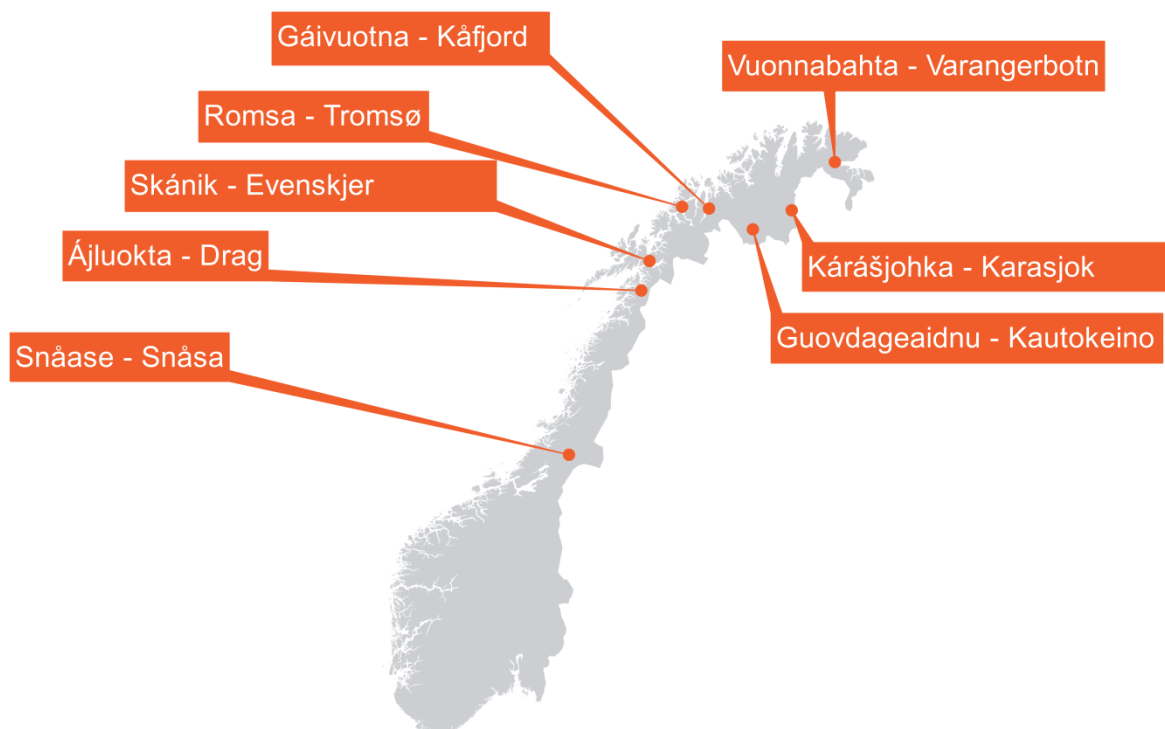 Gáivuotna - Kåfjord
Vuonnabahta - Varangerbotn
Romsa - Tromsø
Skánik - Evenskjer
Ájluokta - Drag
Kárášjohka - Karasjok
Guovdageaidnu - Kautokeino
Snåase - Snåsa